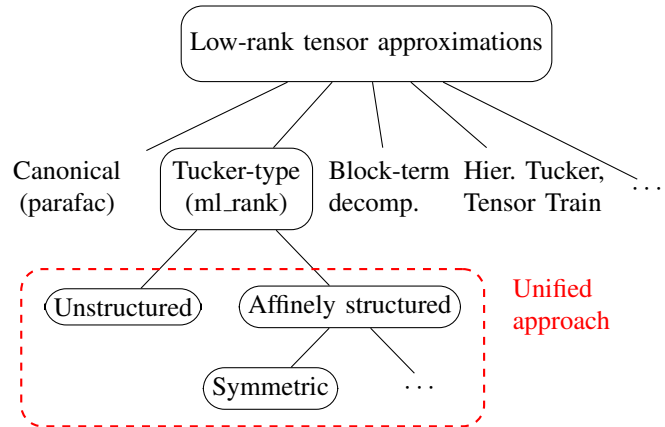 Low-rank tensor approximations
Canonical
(parafac)
Tucker-type
(ml_rank)
Block-term
decomp.
Hier. Tucker,
Tensor Train
...
Unstructured
Affinely structured
Unified
approach
Symmetric
...